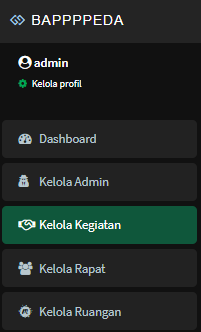 BAPPPPEDA
admin
Kelola profil
Dashboard
Kelola Admin
Kelola Kegiatan
Kelola Rapat
Kelola Ruangan